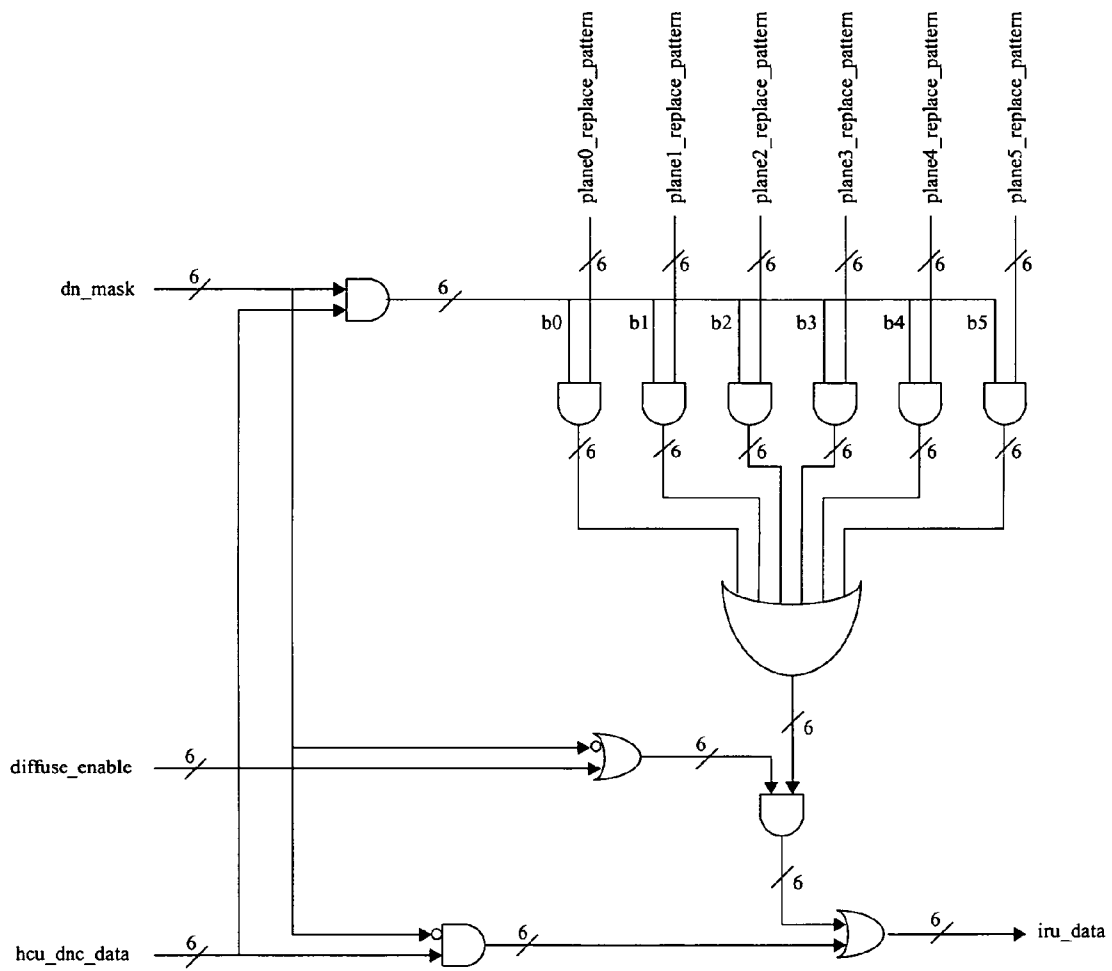 plane0_replace_pattern
plane1_replace_pattern
plane2_replace_pattern
plane3_replace_pattern
plane4_replace_pattern
plane5_replace_pattern
6 6 6 6 6 6
dn_mask 6 6
b0 b1 b2 b3 b4 b5
6 6 6 6 6 6
6
diffuse_enable 6 6
6
hcu_dnc_data 6 6 6 iru_data